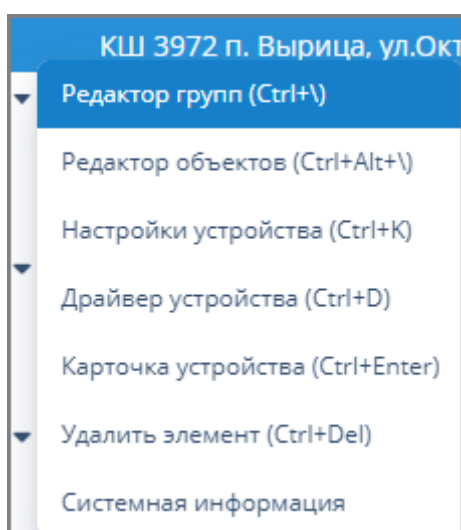 КШ 3972 п. Вырица, ул.Окт
Редактор групп (Ctrl+\)
Редактор объектов (Ctrl+Alt+\)
Настройки устройства (Ctrl+K)
Драйвер устройства (Ctrl+D)
Карточка устройства (Ctrl+Enter)
Удалить элемент (Ctrl+Del)
Системная информация